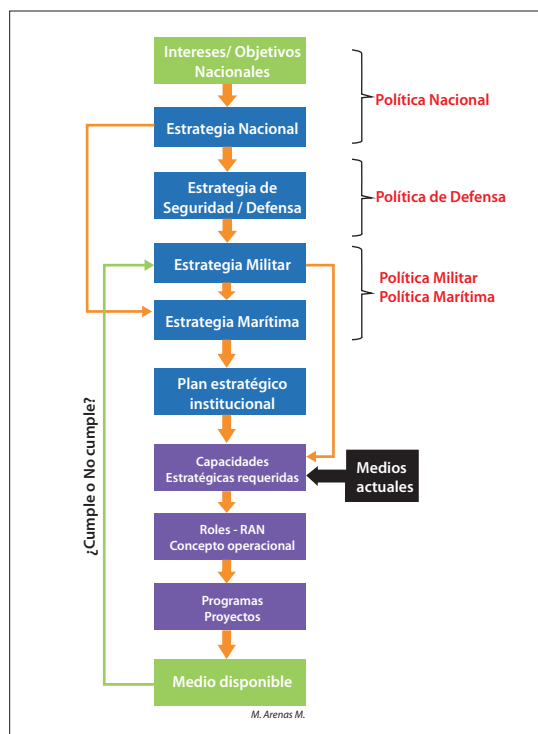 Intereses/ Objetivos
Nacionales
Política Nacional
Estrategia Nacional
Estrategia de
Seguridad / Defensa
Política de Defensa
Estrategia Militar
Política Militar
Política Marítima
Estrategia Marítima
Plan estratégico
institucional
¿Cumple o No cumple?
Capacidades
Estratégicas requeridas
Medios
actuales
Roles - RAN
Concepto operacional
Programas
Proyectos
Medio disponible
M. Arenas M.